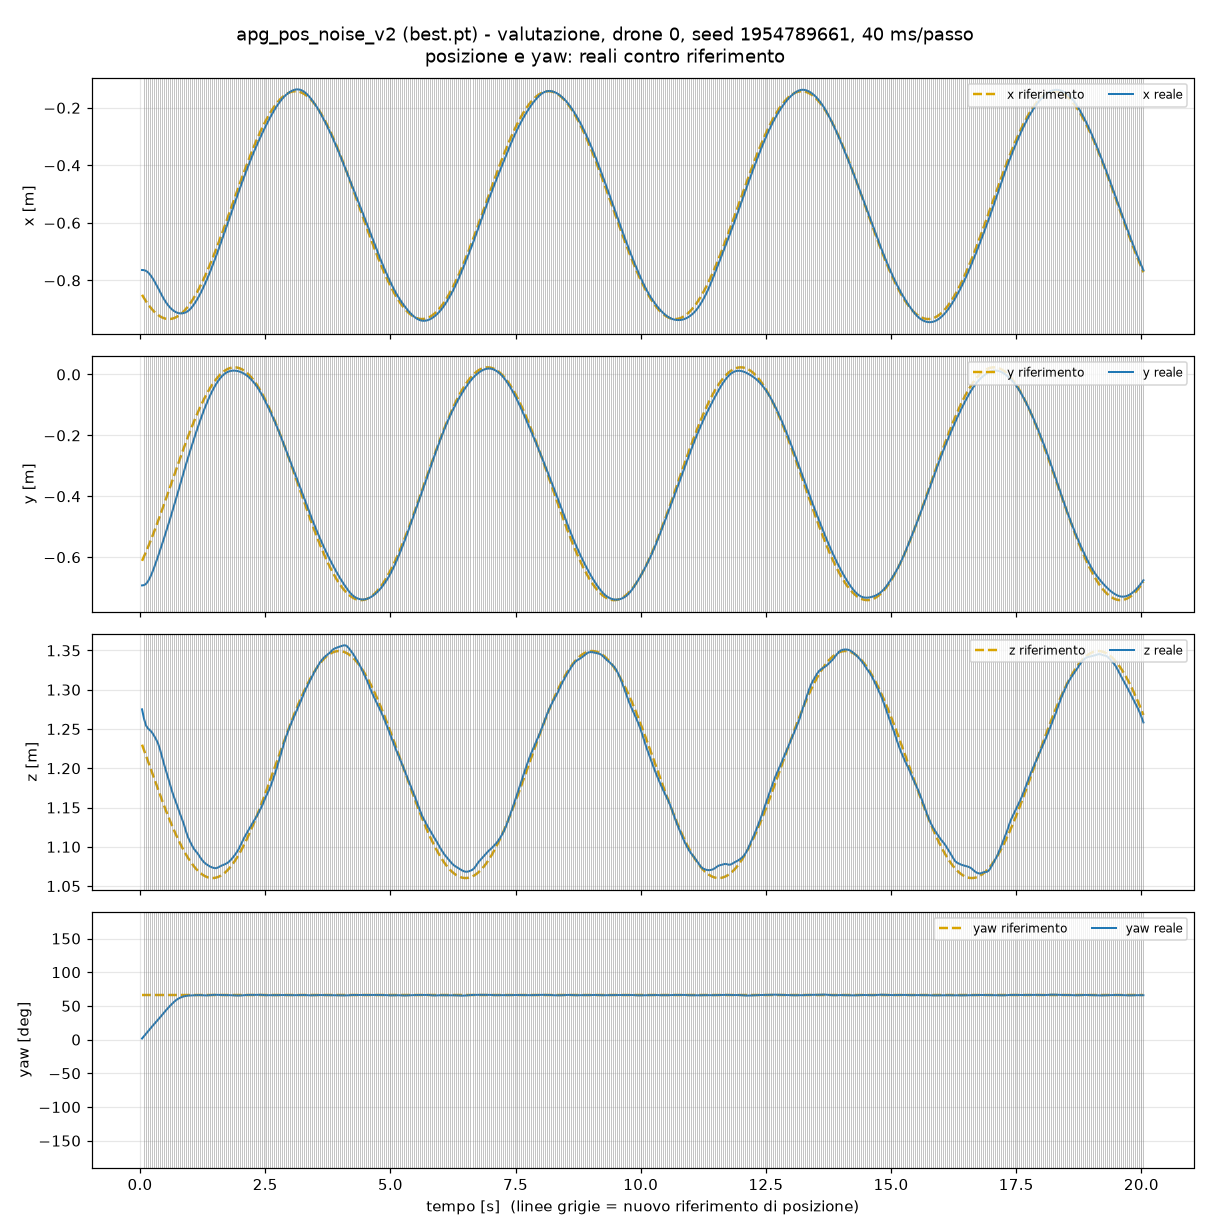 apg_pos_noise_v2 (best.pt) - valutazione, drone 0, seed 1954789661, 40 ms/passo
posizione e yaw: reali contro riferimento
x riferimento x reale
−0.2
−0.4
−0.6
−0.8
x [m]
y riferimento y reale
0.0
−0.2
−0.4
−0.6
y [m]
z riferimento z reale
1.35
1.30
1.25
1.20
1.15
1.10
1.05
z [m]
yaw riferimento yaw reale
150
100
50
0
−50
−100
−150
yaw [deg]
0.0 2.5 5.0 7.5 10.0 12.5 15.0 17.5 20.0
tempo [s] (linee grigie = nuovo riferimento di posizione)